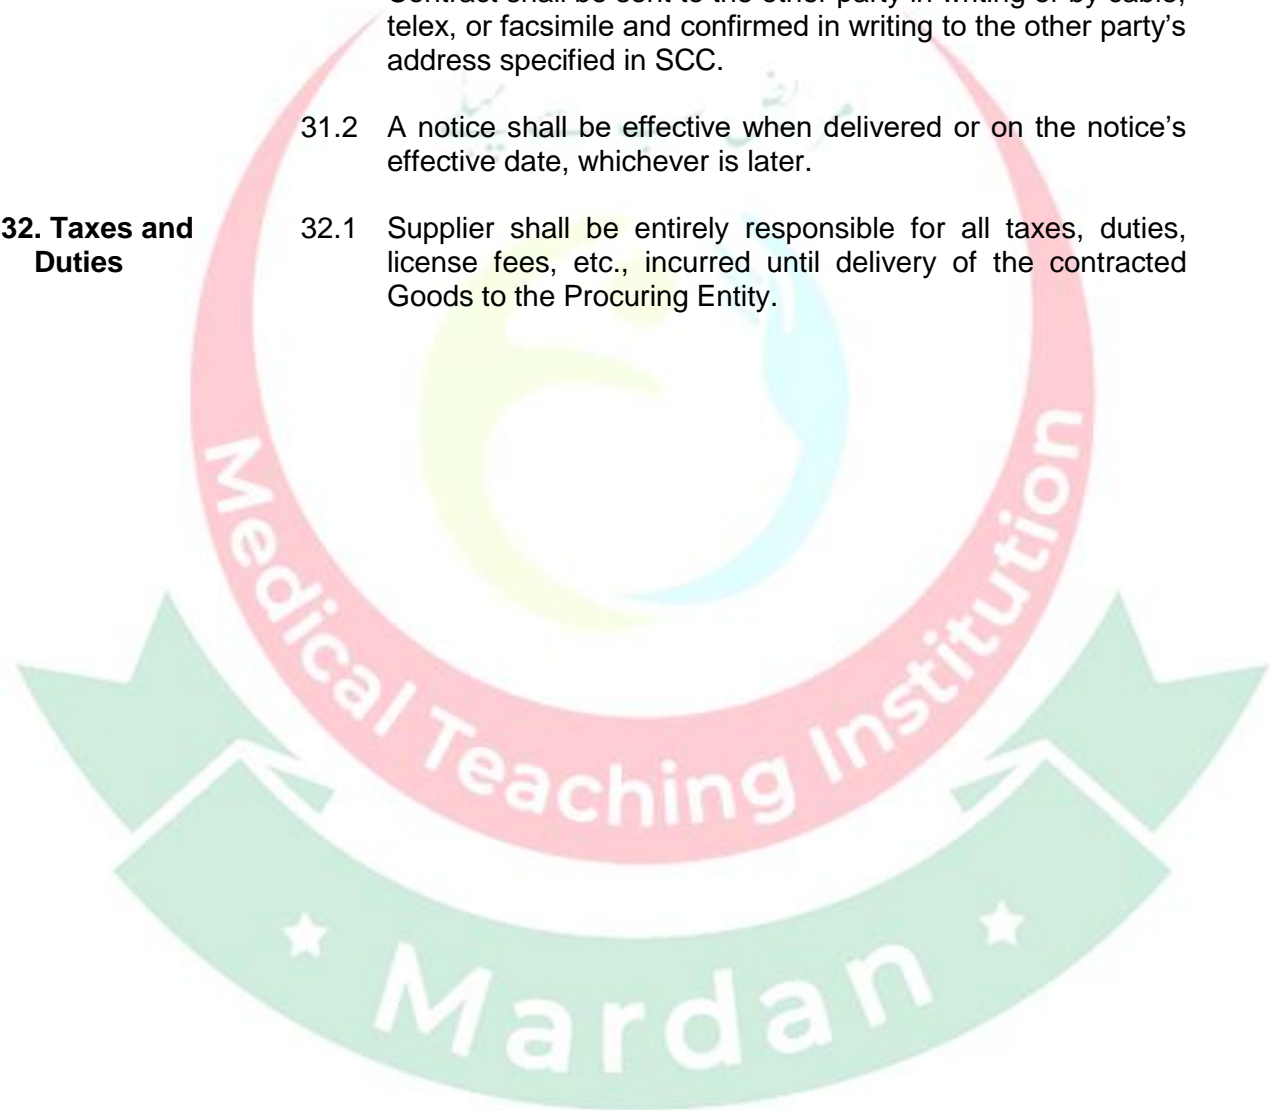 Contract shall be sent to the other party in writing or by cable,
telex, or facsimile and confirmed in writing to the other party’s
address specified in SCC.
31.2 A notice shall be effective when delivered or on the notice’s
effective date, whichever is later.
32. Taxes and
Duties
32.1 Supplier shall be entirely responsible for all taxes, duties,
license fees, etc., incurred until delivery of the contracted
Goods to the Procuring Entity.
Medical Teaching Institution
Mardan